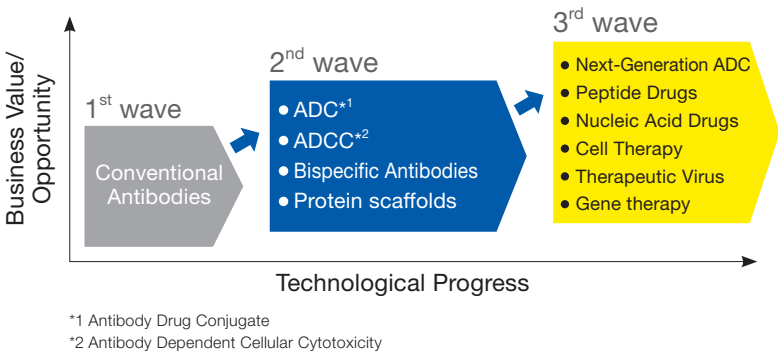 Business Value/
Opportunity
1st wave
Conventional
Antibodies
2nd wave
● ADC*1
● ADCC*2
● Bispecific Antibodies
● Protein scaffolds
3rd wave
● Next-Generation ADC
● Peptide Drugs
● Nucleic Acid Drugs
● Cell Therapy
● Therapeutic Virus
● Gene therapy
Technological Progress
*1 Antibody Drug Conjugate
*2 Antibody Dependent Cellular Cytotoxicity